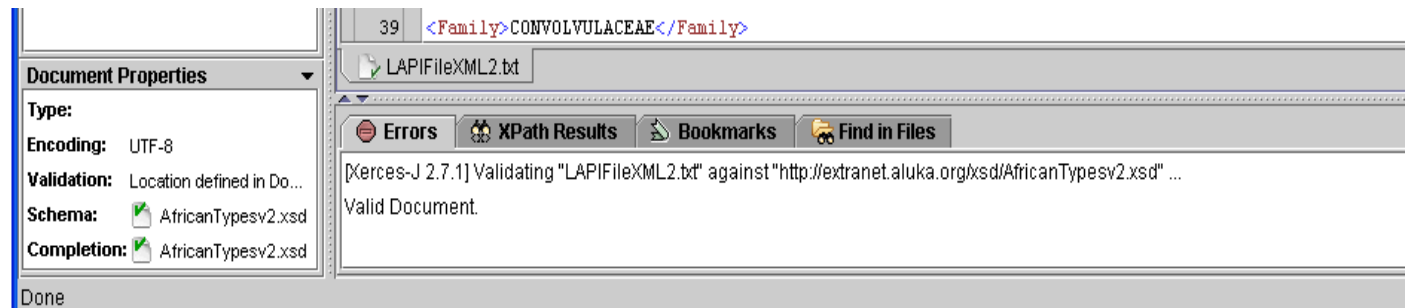 39 <Family>CONVOLVULACEAE</Family>
LAPIFileXML2.txt
Document Properties
Type:
Encoding: UTF-8
Validation: Location defined in Do...
Schema: AfricanTypesv2.xsd
Completion: AfricanTypesv2.xsd
Errors XPath Results Bookmarks Find in Files
[Xerces-J 2.7.1] Validating "LAPIFileXML2.txt" against "http://extranet.aluka.org/xsd/AfricanTypesv2.xsd" ...
Valid Document.
Done